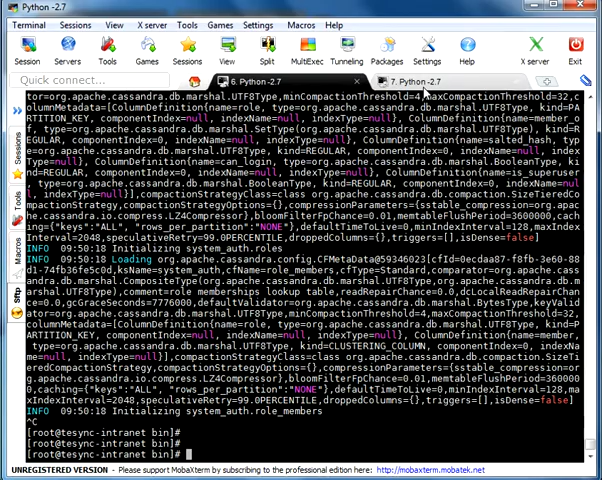 Python -2.7
Terminal Sessions View X server Tools Games Settings Macros Help
Session Servers Tools Games Sessions View Split MultiExec Tunneling Packages Settings Help X server Exit
Quick connect...
6. Python -2.7
7. Python -2.7
Sessions
Tools
Macros
Sftp
tor=org.apache.cassandra.db.marshal.UTF8Type,minCompactionThreshold=4,maxCompactionThreshold=32,c
olumnMetadata=[ColumnDefinition{name=role, type=org.apache.cassandra.db.marshal.UTF8Type, kind=PA
RTITION_KEY, componentIndex=null, indexName=null, indexType=null}, ColumnDefinition{name=member_o
f, type=org.apache.cassandra.db.marshal.SetType(org.apache.cassandra.db.marshal.UTF8Type), kind=R
EGULAR, componentIndex=0, indexName=null, indexType=null}, ColumnDefinition{name=salted_hash, typ
e=org.apache.cassandra.db.marshal.UTF8Type, kind=REGULAR, componentIndex=0, indexName=null, index
Type=null}, ColumnDefinition{name=can_login, type=org.apache.cassandra.db.marshal.BooleanType, ki
nd=REGULAR, componentIndex=0, indexName=null, indexType=null}, ColumnDefinition{name=is_superuser
, type=org.apache.cassandra.db.marshal.BooleanType, kind=REGULAR, componentIndex=0, indexName=nul
l, indexType=null}],compactionStrategyClass=class org.apache.cassandra.db.compaction.SizeTieredCo
mpactionStrategy,compactionStrategyOptions={},compressionParameters={sstable_compression=org.apac
he.cassandra.io.compress.LZ4Compressor},bloomFilterFpChance=0.01,memtableFlushPeriod=3600000,cach
ing={"keys":"ALL", "rows_per_partition":"NONE"},defaultTimeToLive=0,minIndexInterval=128,maxIndex
Interval=2048,speculativeRetry=99.0PERCENTILE,droppedColumns={},triggers=[],isDense=false]
INFO 09:50:18 Initializing system_auth.roles
INFO 09:50:18 Loading org.apache.cassandra.config.CFMetaData@59346023[cfId=0ecdaa87-f8fb-3e60-88
d1-74fb36fe5c0d,ksName=system_auth,cfName=role_members,cfType=Standard,comparator=org.apache.cass
andra.db.marshal.CompositeType(org.apache.cassandra.db.marshal.UTF8Type,org.apache.cassandra.db.m
arshal.UTF8Type),comment=role memberships lookup table,readRepairChance=0.0,dcLocalReadRepairChan
ce=0.0,gcGraceSeconds=7776000,defaultValidator=org.apache.cassandra.db.marshal.BytesType,keyValid
ator=org.apache.cassandra.db.marshal.UTF8Type,minCompactionThreshold=4,maxCompactionThreshold=32,
columnMetadata=[ColumnDefinition{name=role, type=org.apache.cassandra.db.marshal.UTF8Type, kind=P
ARTITION_KEY, componentIndex=null, indexName=null, indexType=null}, ColumnDefinition{name=member,
type=org.apache.cassandra.db.marshal.UTF8Type, kind=CLUSTERING_COLUMN, componentIndex=0, indexNa
me=null, indexType=null}],compactionStrategyClass=class org.apache.cassandra.db.compaction.SizeTi
eredCompactionStrategy,compactionStrategyOptions={},compressionParameters={sstable_compression=or
g.apache.cassandra.io.compress.LZ4Compressor},bloomFilterFpChance=0.01,memtableFlushPeriod=360000
0,caching={"keys":"ALL", "rows_per_partition":"NONE"},defaultTimeToLive=0,minIndexInterval=128,ma
xIndexInterval=2048,speculativeRetry=99.0PERCENTILE,droppedColumns={},triggers=[],isDense=false]
INFO 09:50:18 Initializing system_auth.role_members
^C
[root@tesync-intranet bin]#
[root@tesync-intranet bin]#
[root@tesync-intranet bin]#
UNREGISTERED VERSION - Please support MobaXterm by subscribing to the professional edition here: http://mobaxterm.mobatek.net